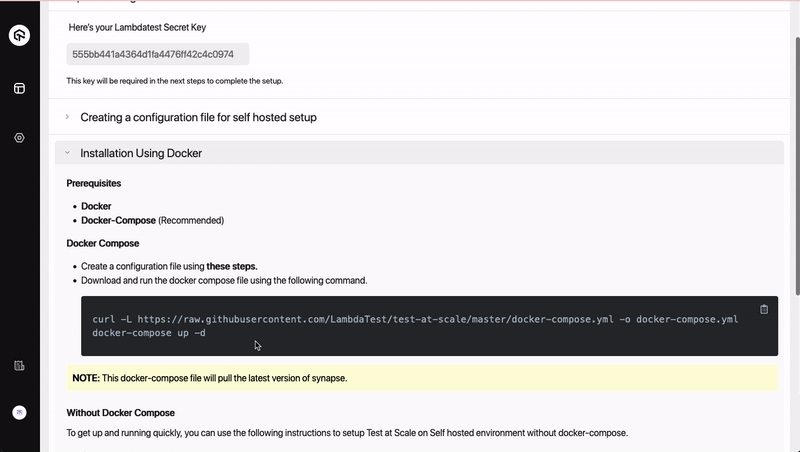 Here's your Lambdatest Secret Key
555bb441a4364d1fa4476ff42c4c0974
This key will be required in the next steps to complete the setup.
Creating a configuration file for self hosted setup
Installation Using Docker
Prerequisites
Docker
Docker-Compose (Recommended)
Docker Compose
Create a configuration file using these steps.
Download and run the docker compose file using the following command.
curl -L https://raw.githubusercontent.com/LambdaTest/test-at-scale/master/docker-compose.yml -o docker-compose.yml
docker-compose up -d
NOTE: This docker-compose file will pull the latest version of synapse.
Without Docker Compose
To get up and running quickly, you can use the following instructions to setup Test at Scale on Self hosted environment without docker-compose.